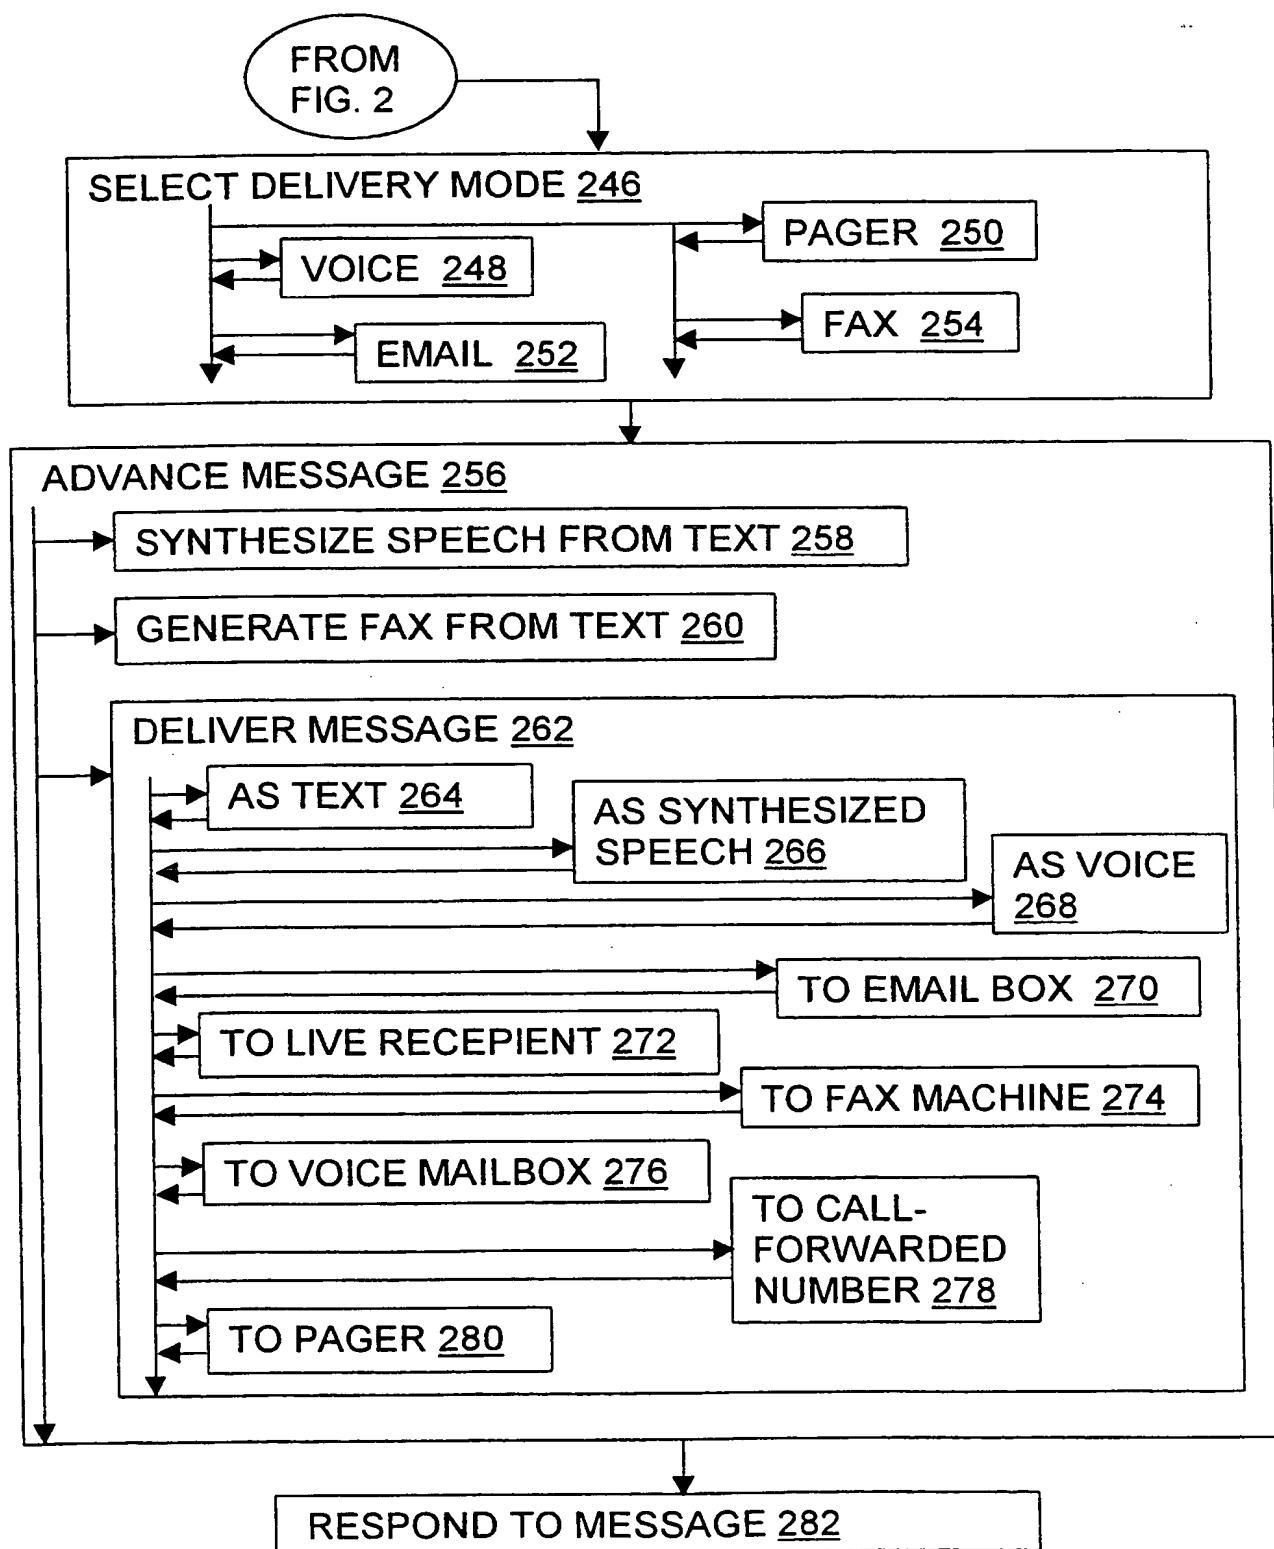 FROM
FIG. 2
SELECT DELIVERY MODE 246
PAGER 250
VOICE 248
FAX 254
EMAIL 252
ADVANCE MESSAGE 256
SYNTHESIZE SPEECH FROM TEXT 258
GENERATE FAX FROM TEXT 260
DELIVER MESSAGE 262
AS TEXT 264
AS SYNTHESIZED
SPEECH 266
AS VOICE
268
TO EMAIL BOX 270
TO LIVE RECEPIENT 272
TO FAX MACHINE 274
TO VOICE MAILBOX 276
TO CALL-
FORWARDED
NUMBER 278
TO PAGER 280
RESPOND TO MESSAGE 282